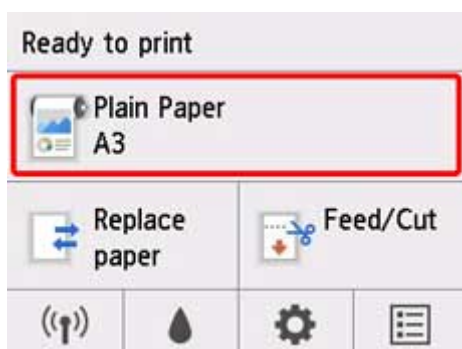 Ready to print
Plain Paper
A3
Replace
paper
Feed/Cut